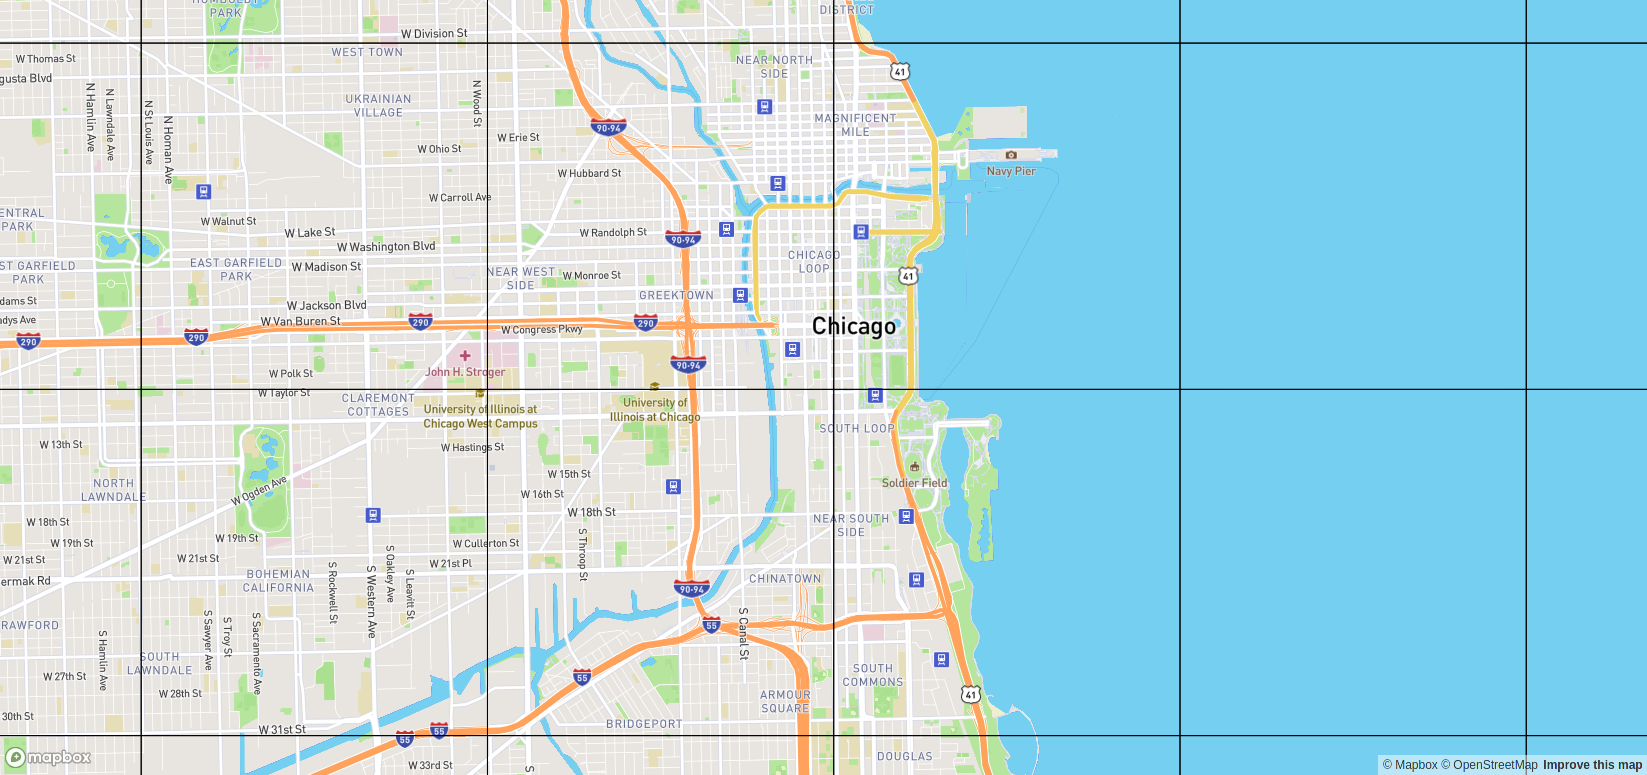 HUMBOLDT
PARK
DISTRICT
W Division St
WEST TOWN
W Thomas St
NEAR NORTH
SIDE
gusta Blvd
41
N Hamlin Ave
N Lawndale Ave
N St Louis Ave
N Homan Ave
N Wood St
UKRAINIAN
VILLAGE
MAGNIFICENT
MILE
90-94
W Erie St
W Ohio St
Navy Pier
W Hubbard St
W Carroll Ave
ENTRAL
PARK
W Walnut St
W Lake St
W Randolph St
90-94
W Washington Blvd
CHICAGO
LOOP
ST GARFIELD
PARK
EAST GARFIELD
PARK
W Madison St
NEAR WEST
SIDE
W Monroe St
41
GREEKTOWN
dams St
W Jackson Blvd
adys Ave
W Van Buren St
290
290
290
290
W Congress Pkwy
Chicago
90-94
John H. Stroger
W Polk St
W Taylor St
CLAREMONT
COTTAGES
University of Illinois at
Chicago West Campus
University of
Illinois at Chicago
SOUTH LOOP
W 13th St
W Hastings St
W 15th St
Soldier Field
NORTH
LAWNDALE
W Ogden Ave
W 16th St
W 18th St
W 18th St
NEAR SOUTH
SIDE
W 19th St
W 19th St
W Cullerton St
W 21st St
W 21st St
W 21st Pl
S Throop St
ermak Rd
BOHEMIAN
CALIFORNIA
S Rockwell St
S Western Ave
S Oakley Ave
S Leavitt St
CHINATOWN
90-94
55
S Canal St
RAWFORD
S Hamlin Ave
S Sawyer Ave
S Troy St
S Sacramento Ave
SOUTH
LAWNDALE
W 27th St
55
SOUTH
COMMONS
W 28th St
41
ARMOUR
SQUARE
30th St
W 31st St
55
55
BRIDGEPORT
DOUGLAS
mapbox
W 33rd St
S
© Mapbox © OpenStreetMap Improve this map